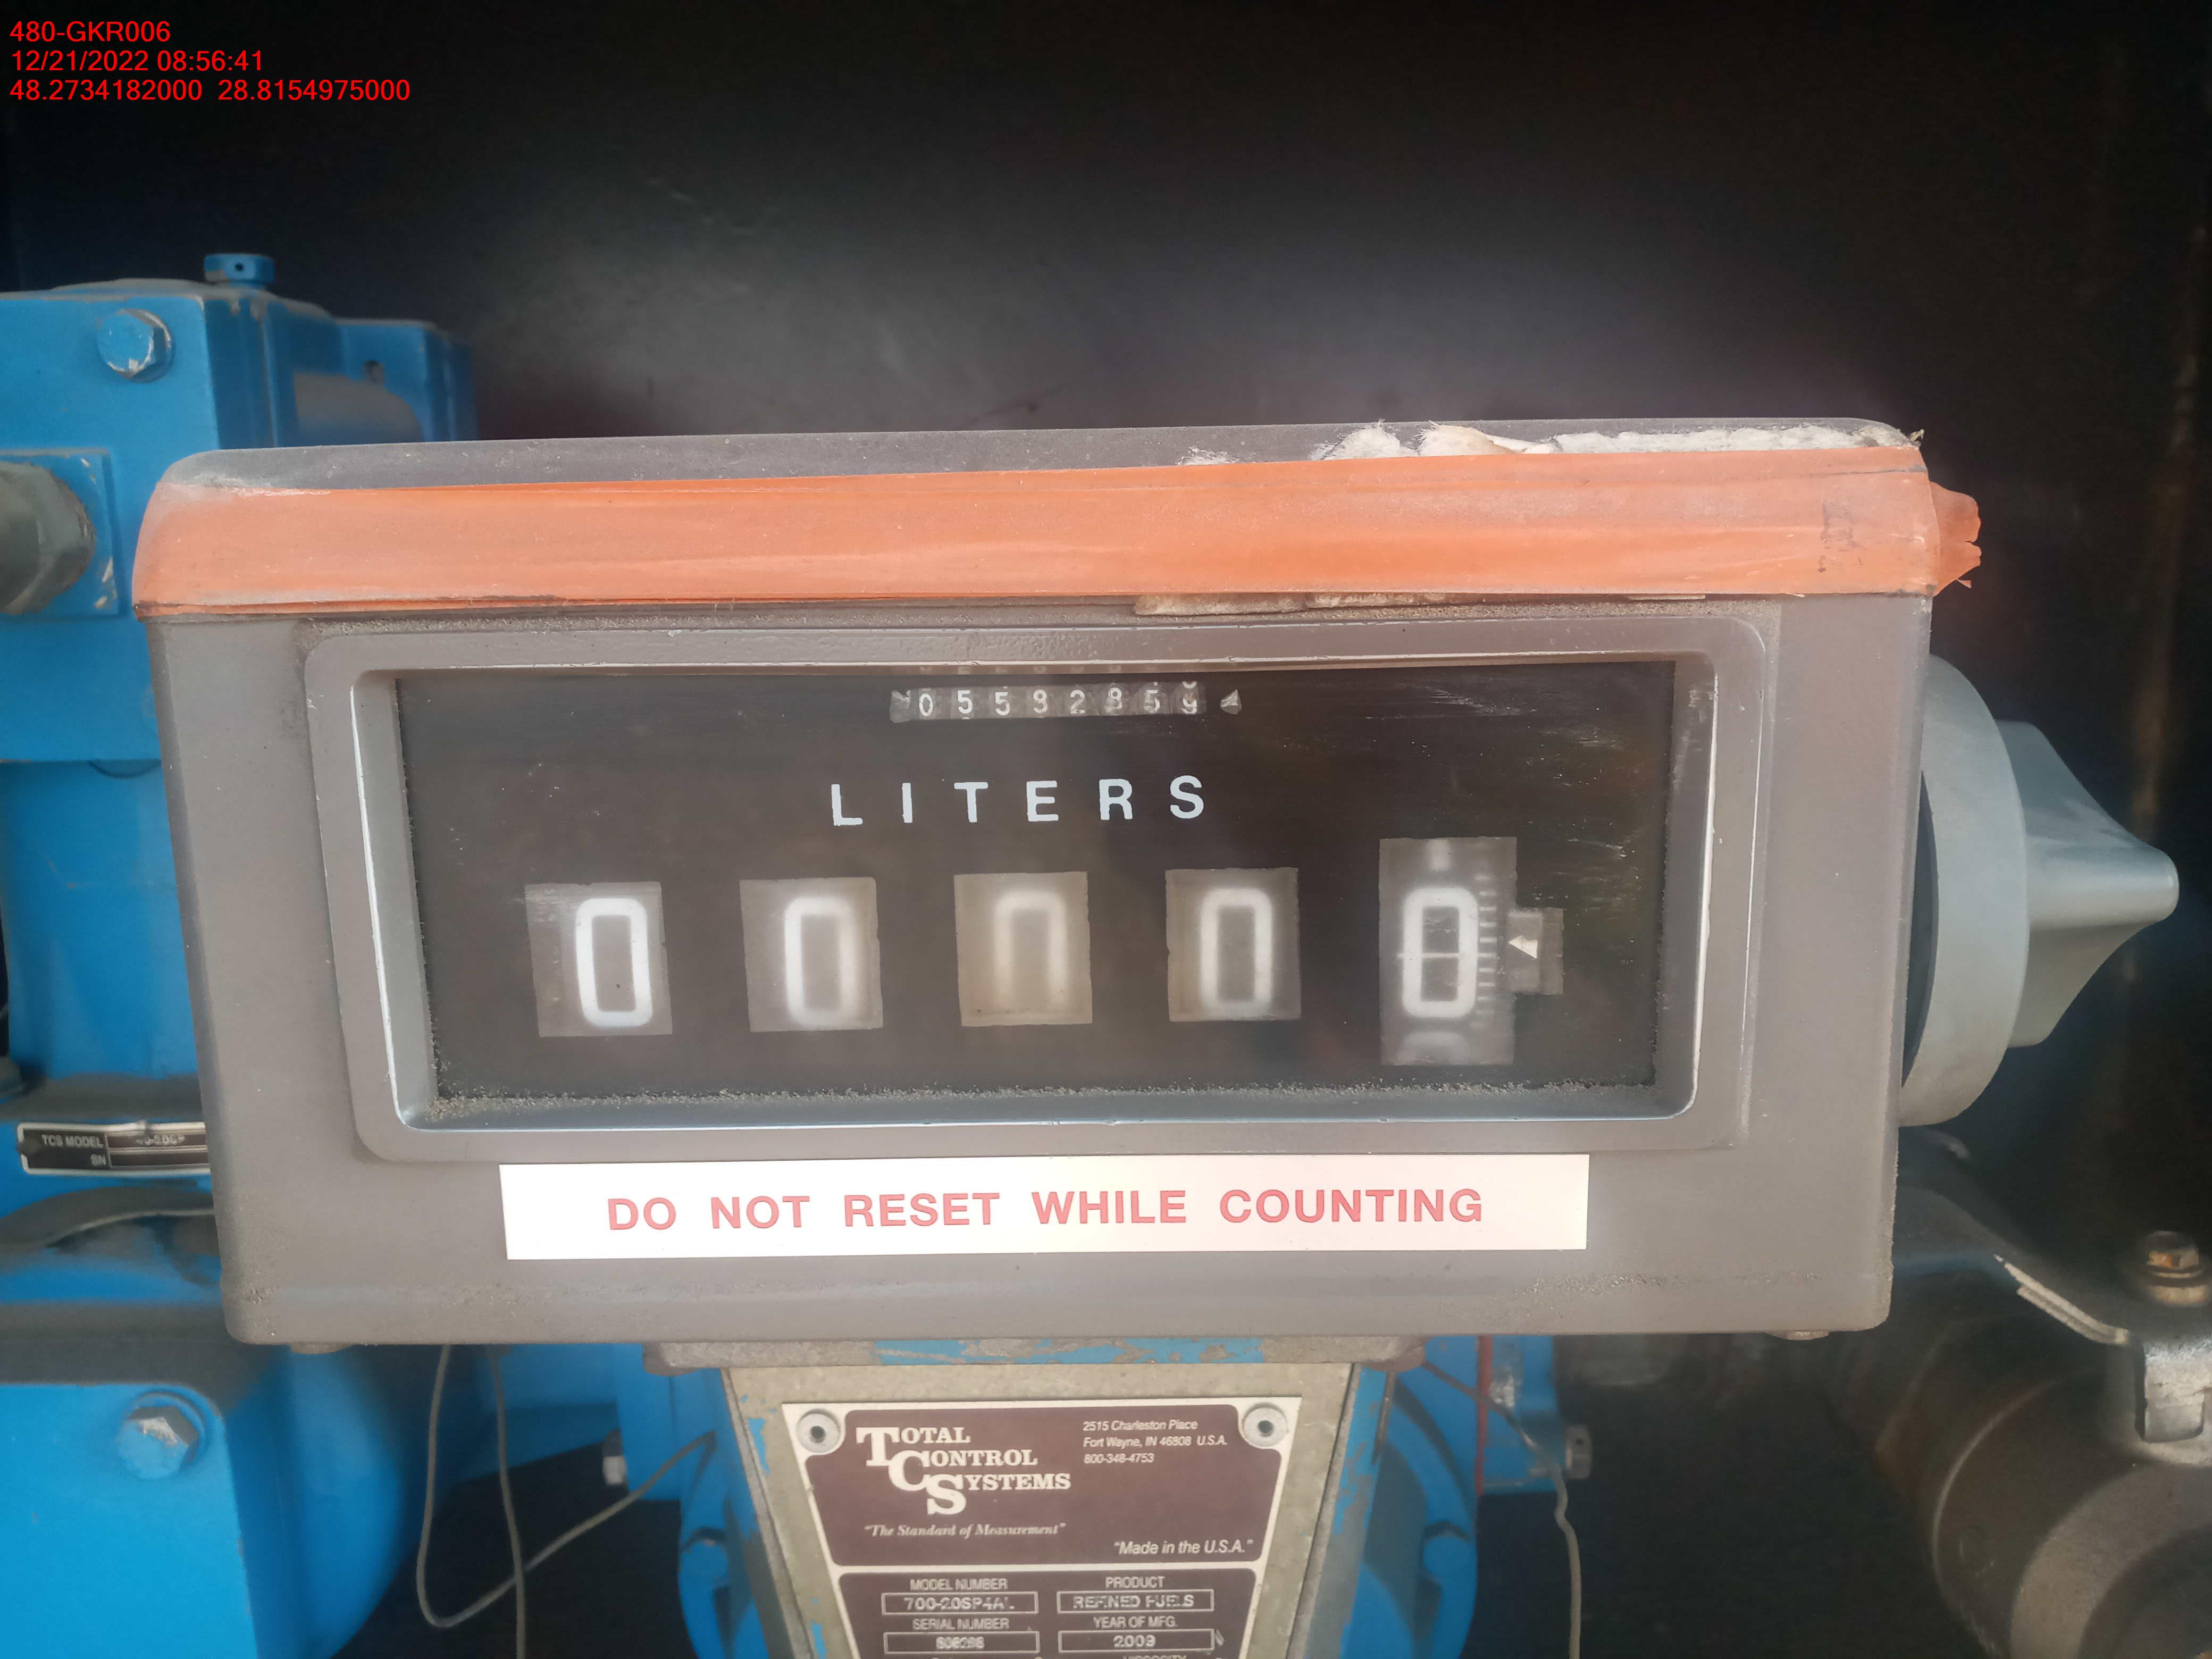 480-GKR006
12/21/2022 08:56:41
48.2734182000 28.8154975000
LITERS
0 0 0 0 0
DO NOT RESET WHILE COUNTING
TCS MODEL
SN
TOTAL
CONTROL
SYSTEMS
"The Standard of Measurement"
2515 Charleston Place
Fort Wayne, IN 46808 U.S.A.
800-348-4753
"Made in the U.S.A."
MODEL NUMBER
700-20SP4AL
PRODUCT
REFINED FUELS
SERIAL NUMBER
YEAR OF MFG.
2009